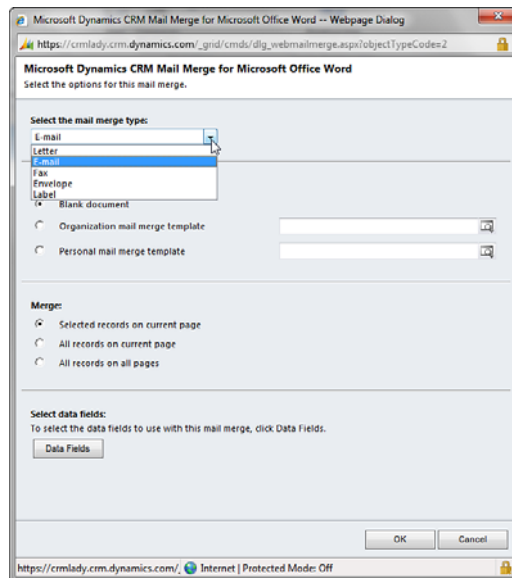 Microsoft Dynamics CRM Mail Merge for Microsoft Office Word -- Webpage Dialog
https://crmlady.crm.dynamics.com/_grid/cmds/dlg_webmailmerge.aspx?objectTypeCode=2
Microsoft Dynamics CRM Mail Merge for Microsoft Office Word
Select the options for this mail merge.
Select the mail merge type:
E-mail
Letter
E-mail
Fax
Envelope
Label
Blank document
Organization mail merge template
Personal mail merge template
Merge:
Selected records on current page
All records on current page
All records on all pages
Select data fields:
To select the data fields to use with this mail merge, click Data Fields.
Data Fields
OK Cancel
https://crmlady.crm.dynamics.com/_ Internet | Protected Mode: Off